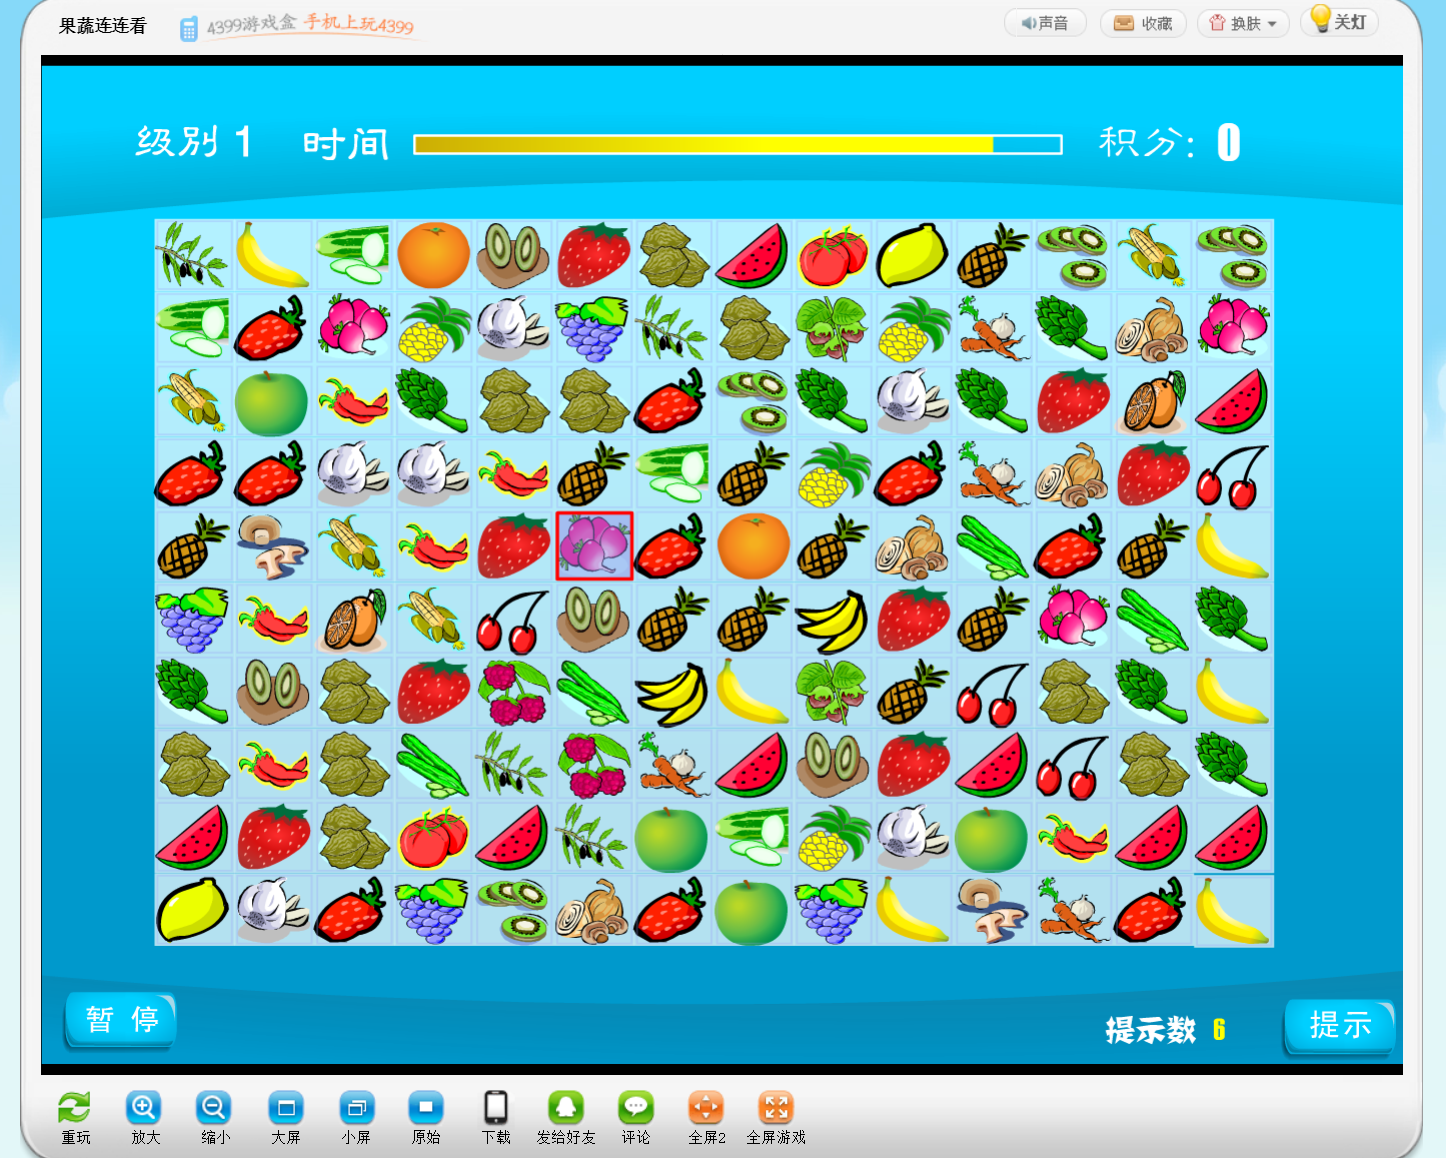 果蔬连连看
4399游戏盒 手机上玩4399
声音
收藏
换肤
关灯
级别 1
时间
积分: 0
暂 停
提示数 6
提示
重玩
放大
缩小
大屏
小屏
原始
下载
发给好友
评论
全屏2
全屏游戏